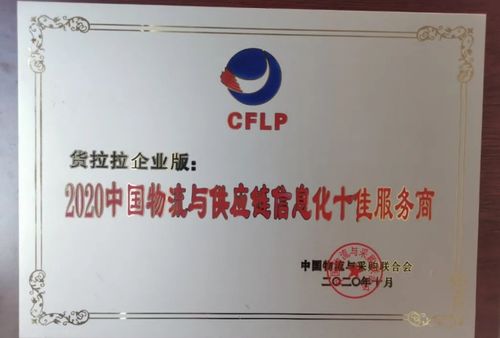 CFLP
货拉拉企业版：
2020中国物流与供应链信息化十佳服务商
中国物流与采购联合会
二〇二〇年十月